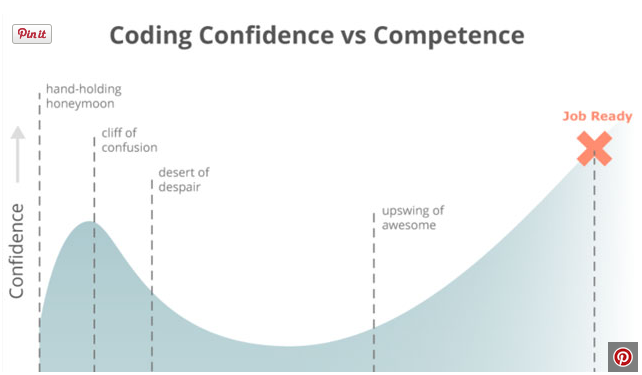 Pin it
Coding Confidence vs Competence
hand-holding
honeymoon
cliff of
confusion
desert of
despair
upswing of
awesome
Job Ready
Confidence